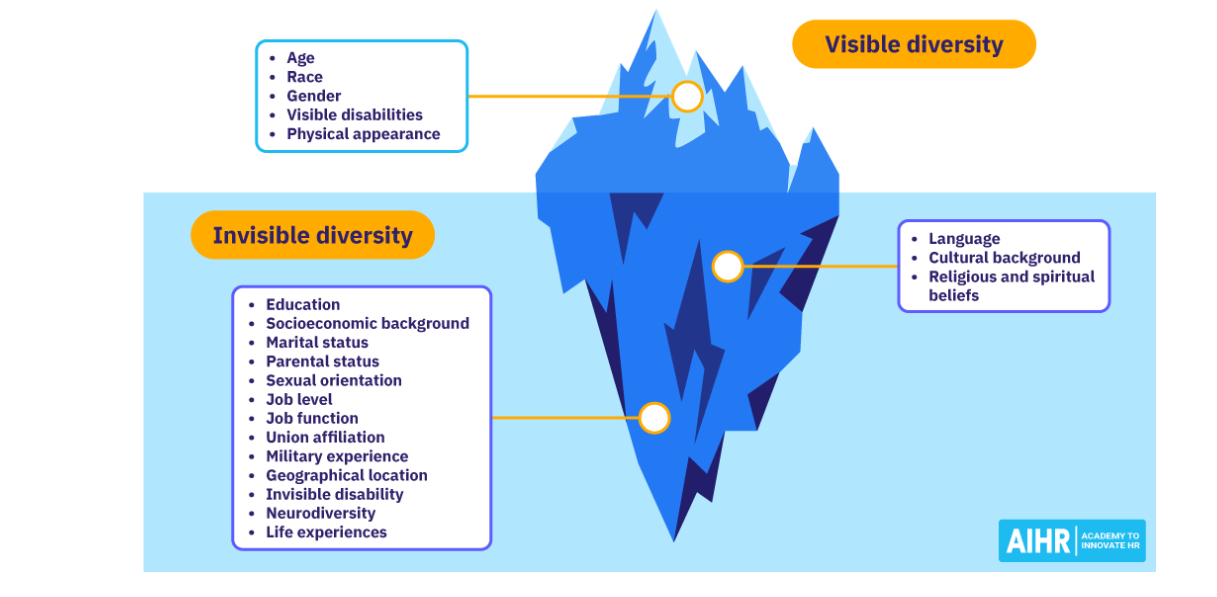 Visible diversity
• Age
• Race
• Gender
• Visible disabilities
• Physical appearance
Invisible diversity
• Language
• Cultural background
• Religious and spiritual
beliefs
• Education
• Socioeconomic background
• Marital status
• Parental status
• Sexual orientation
• Job level
• Job function
• Union affiliation
• Military experience
• Geographical location
• Invisible disability
• Neurodiversity
• Life experiences
AIHR
ACADEMY TO
INNOVATE HR